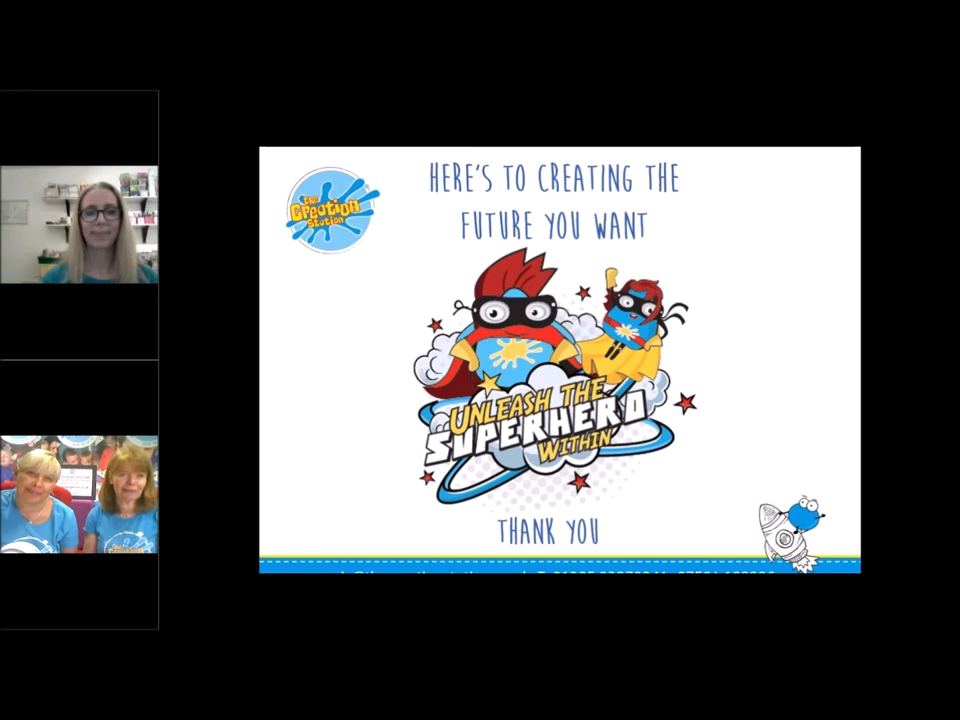 The
Creation
Station
HERE'S TO CREATING THE
FUTURE YOU WANT
UNLEASH THE
SUPERHERO
WITHIN
THANK YOU